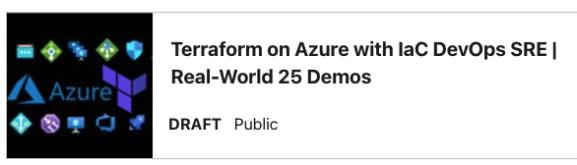 Azure
Terraform on Azure with IaC DevOps SRE |
Real-World 25 Demos
DRAFT Public